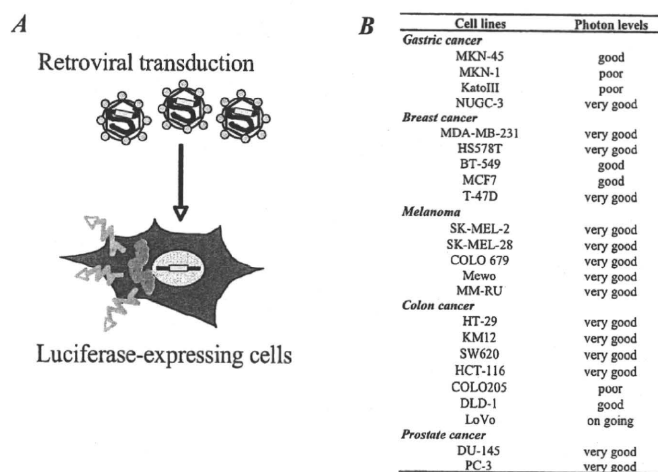 A
Retroviral transduction
Luciferase-expressing cells
B
Cell lines Photon levels
Gastric cancer
MKN-45 good
MKN-1 poor
KatoIII poor
NUGC-3 very good
Breast cancer
MDA-MB-231 very good
HS578T very good
BT-549 good
MCF7 good
T-47D very good
Melanoma
SK-MEL-2 very good
SK-MEL-28 very good
COLO 679 very good
Mewo very good
MM-RU very good
Colon cancer
HT-29 very good
KM12 very good
SW620 very good
HCT-116 very good
COLO205 poor
DLD-1 good
LoVo on going
Prostate cancer
DU-145 very good
PC-3 very good